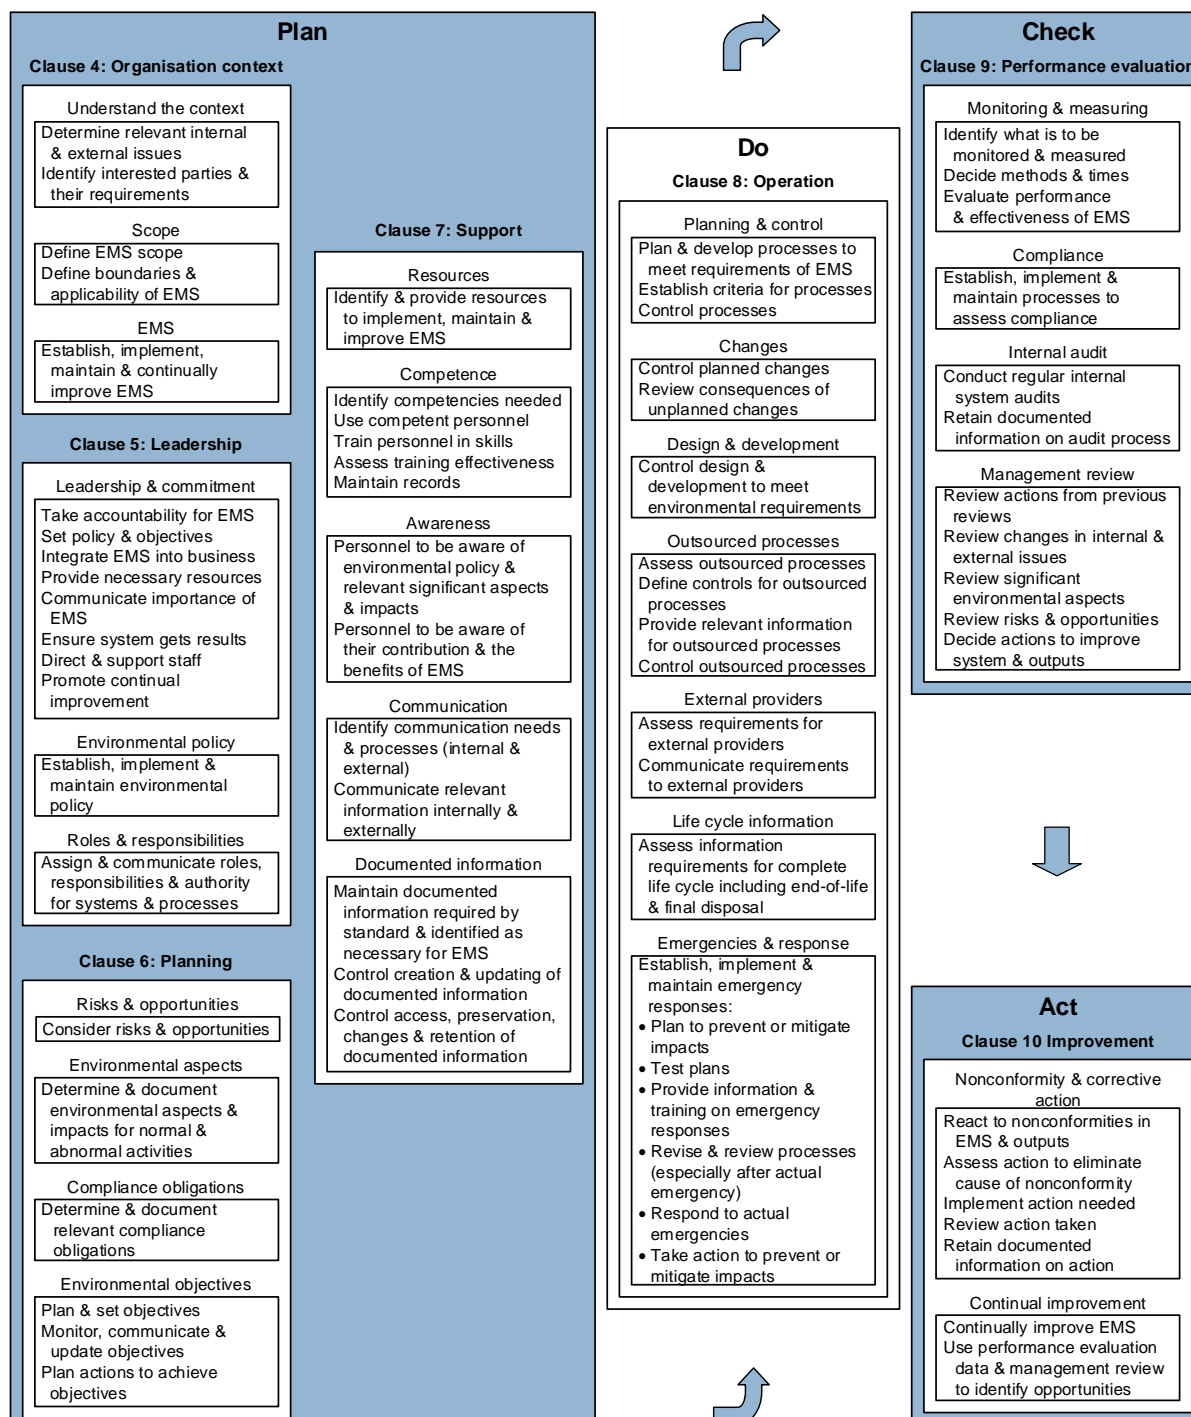 Plan
Clause 4: Organisation context
Understand the context
Determine relevant internal
& external issues
Identify interested parties &
their requirements
Scope
Define EMS scope
Define boundaries &
applicability of EMS
EMS
Establish, implement,
maintain & continually
improve EMS
Clause 5: Leadership
Leadership & commitment
Take accountability for EMS
Set policy & objectives
Integrate EMS into business
Provide necessary resources
Communicate importance of
EMS
Ensure system gets results
Direct & support staff
Promote continual
improvement
Environmental policy
Establish, implement &
maintain environmental
policy
Roles & responsibilities
Assign & communicate roles,
responsibilities & authority
for systems & processes
Clause 6: Planning
Risks & opportunities
Consider risks & opportunities
Environmental aspects
Determine & document
environmental aspects &
impacts for normal &
abnormal activities
Compliance obligations
Determine & document
relevant compliance
obligations
Environmental objectives
Plan & set objectives
Monitor, communicate &
update objectives
Plan actions to achieve
objectives
Clause 7: Support
Resources
Identify & provide resources
to implement, maintain &
improve EMS
Competence
Identify competencies needed
Use competent personnel
Train personnel in skills
Assess training effectiveness
Maintain records
Awareness
Personnel to be aware of
environmental policy &
relevant significant aspects
& impacts
Personnel to be aware of
their contribution & the
benefits of EMS
Communication
Identify communication needs
& processes (internal &
external)
Communicate relevant
information internally &
externally
Documented information
Maintain documented
information required by
standard & identified as
necessary for EMS
Control creation & updating of
documented information
Control access, preservation,
changes & retention of
documented information
Do
Clause 8: Operation
Planning & control
Plan & develop processes to
meet requirements of EMS
Establish criteria for processes
Control processes
Changes
Control planned changes
Review consequences of
unplanned changes
Design & development
Control design &
development to meet
environmental requirements
Outsourced processes
Assess outsourced processes
Define controls for outsourced
processes
Provide relevant information
for outsourced processes
Control outsourced processes
External providers
Assess requirements for
external providers
Communicate requirements
to external providers
Life cycle information
Assess information
requirements for complete
life cycle including end-of-life
& final disposal
Emergencies & response
Establish, implement &
maintain emergency
responses:
• Plan to prevent or mitigate
impacts
• Test plans
• Provide information &
training on emergency
responses
• Revise & review processes
(especially after actual
emergency)
• Respond to actual
emergencies
• Take action to prevent or
mitigate impacts
Check
Clause 9: Performance evaluation
Monitoring & measuring
Identify what is to be
monitored & measured
Decide methods & times
Evaluate performance
& effectiveness of EMS
Compliance
Establish, implement &
maintain processes to
assess compliance
Internal audit
Conduct regular internal
system audits
Retain documented
information on audit process
Management review
Review actions from previous
reviews
Review changes in internal &
external issues
Review significant
environmental aspects
Review risks & opportunities
Decide actions to improve
system & outputs
Act
Clause 10 Improvement
Nonconformity & corrective
action
React to nonconformities in
EMS & outputs
Assess action to eliminate
cause of nonconformity
Implement action needed
Review action taken
Retain documented
information on action
Continual improvement
Continually improve EMS
Use performance evaluation
data & management review
to identify opportunities